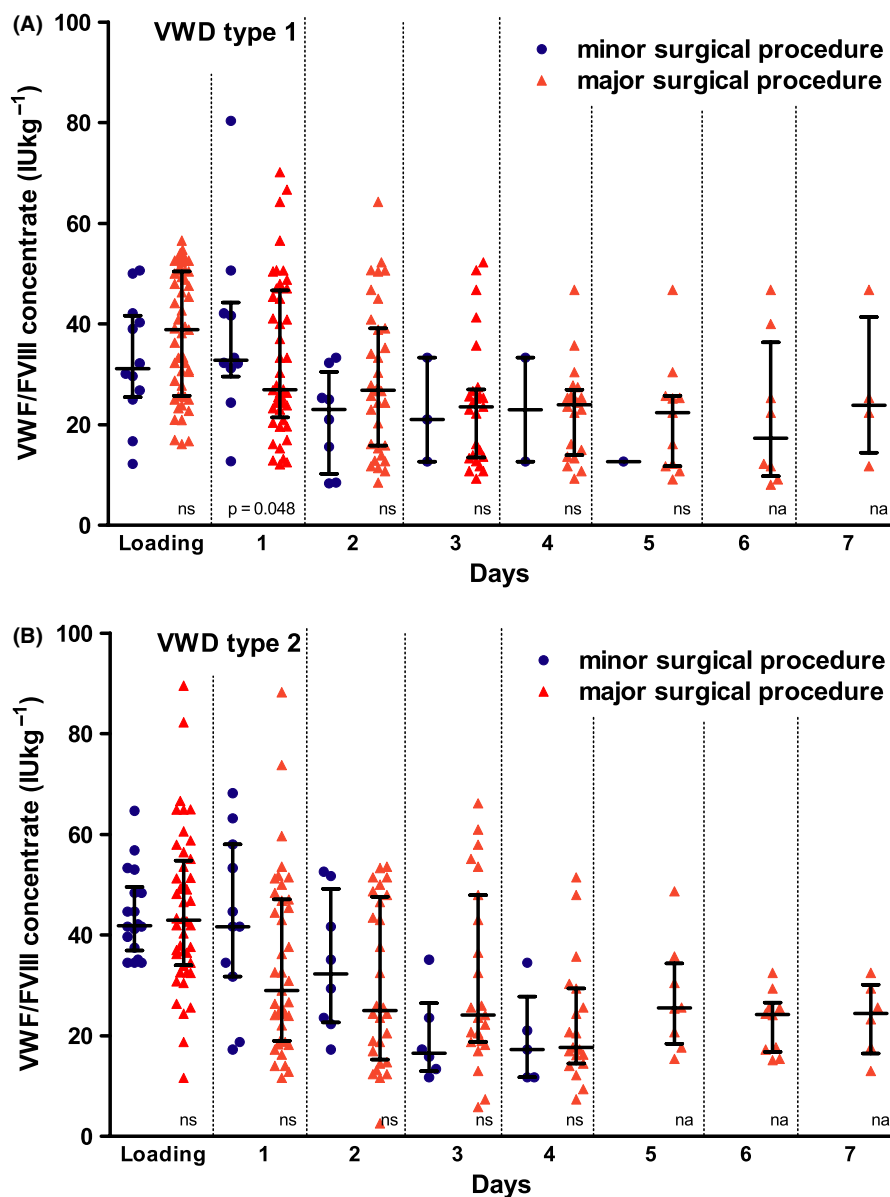 (A)
VWD type 1
minor surgical procedure
major surgical procedure
VWF/FVIII concentrate (IUkg⁻¹)
100
80
60
40
20
0
ns p = 0.048 ns ns ns ns na na
Loading 1 2 3 4 5 6 7
Days
(B)
VWD type 2
minor surgical procedure
major surgical procedure
VWF/FVIII concentrate (IUkg⁻¹)
100
80
60
40
20
0
ns ns ns ns ns na na na
Loading 1 2 3 4 5 6 7
Days